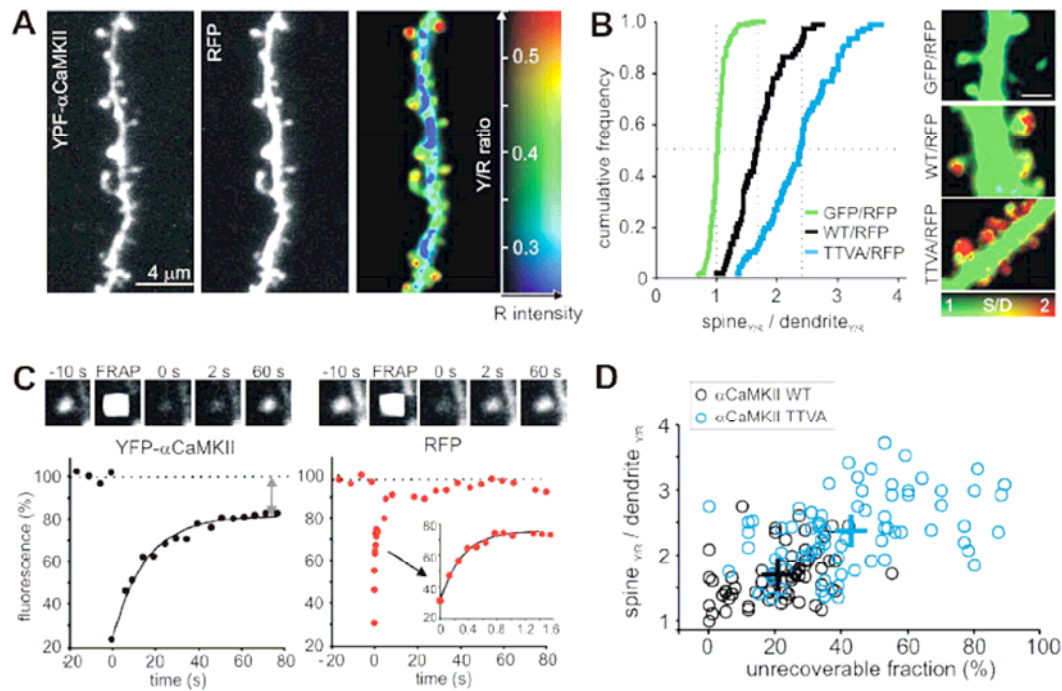 A
YPF-αCaMKII
RFP
4 μm
Y/R ratio
0.5
0.4
0.3
R intensity
B
cumulative frequency
1.0
0.8
0.6
0.4
0.2
0
GFP/RFP
WT/RFP
TTVA/RFP
0 1 2 3 4
spine Y/R / dendrite Y/R
GFP/RFP
WT/RFP
TTVA/RFP
1 S/D 2
C
-10 s FRAP 0 s 2 s 60 s
-10 s FRAP 0 s 2 s 60 s
YFP-αCaMKII
RFP
fluorescence (%)
100
80
60
40
20
-20 0 20 40 60 80
time (s)
100
80
60
40
20
100
80
60
40
20
0 0.4 0.8 1.2 1.6
-20 0 20 40 60 80
time (s)
D
αCaMKII WT
αCaMKII TTVA
spine Y/R / dendrite Y/R
4
3
2
1
0 20 40 60 80 100
unrecoverable fraction (%)